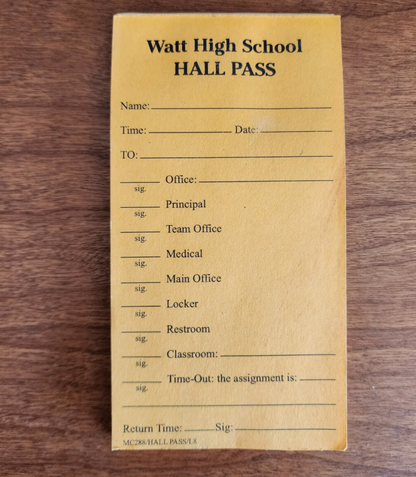 Watt High School
HALL PASS
Name:
Time: Date:
TO:
Office:
sig.
Principal
sig.
Team Office
sig.
Medical
sig.
Main Office
sig.
Locker
sig.
Restroom
sig.
Classroom:
sig.
Time-Out: the assignment is:
sig.
Return Time: Sig:
MC288/HALL PASS/L8